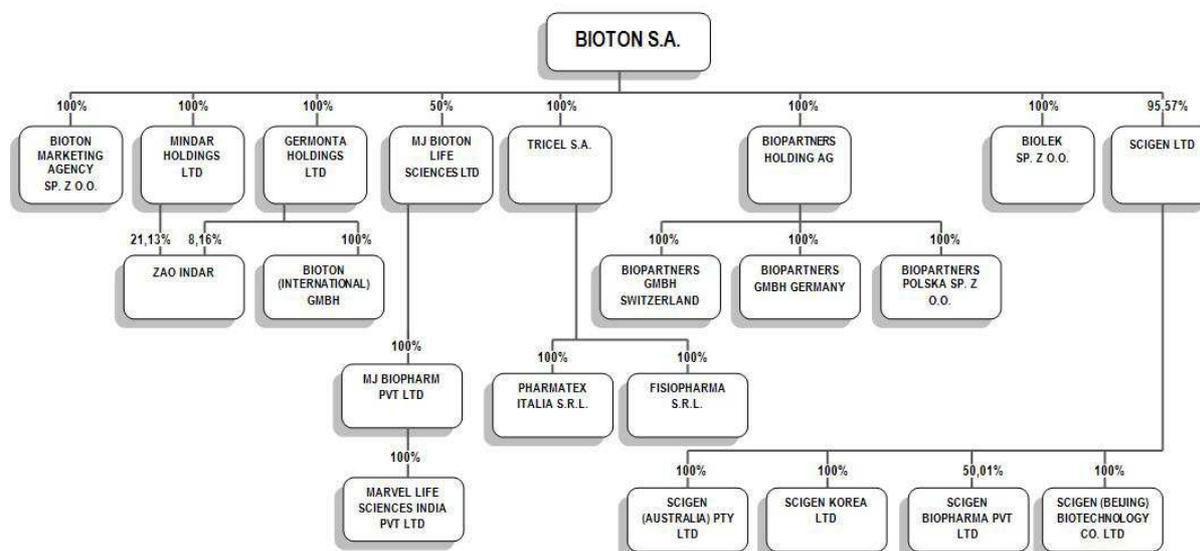 BIOTON S.A.
100%
100%
100%
50%
100%
100%
100%
95,57%
BIOTON
MARKETING
AGENCY
SP. Z O.O.
MINDAR
HOLDINGS
LTD
GERMONTA
HOLDINGS
LTD
MJ BIOTON
LIFE
SCIENCES LTD
TRICEL S.A.
BIOPARTNERS
HOLDING AG
BIOLEK
SP. Z O.O.
SCIGEN LTD
21,13%
8,16%
100%
100%
100%
100%
ZAO INDAR
BIOTON
(INTERNATIONAL)
GMBH
BIOPARTNERS
GMBH
SWITZERLAND
BIOPARTNERS
GMBH GERMANY
BIOPARTNERS
POLSKA SP. Z
O.O.
100%
100%
100%
MJ BIOPHARM
PVT LTD
PHARMATEX
ITALIA S.R.L.
FISIOPHARMA
S.R.L.
100%
100%
100%
50,01%
100%
MARVEL LIFE
SCIENCES INDIA
PVT LTD
SCIGEN
(AUSTRALIA) PTY
LTD
SCIGEN KOREA
LTD
SCIGEN
BIOPHARMA PVT
LTD
SCIGEN (BEIJING)
BIOTECHNOLOGY
CO. LTD